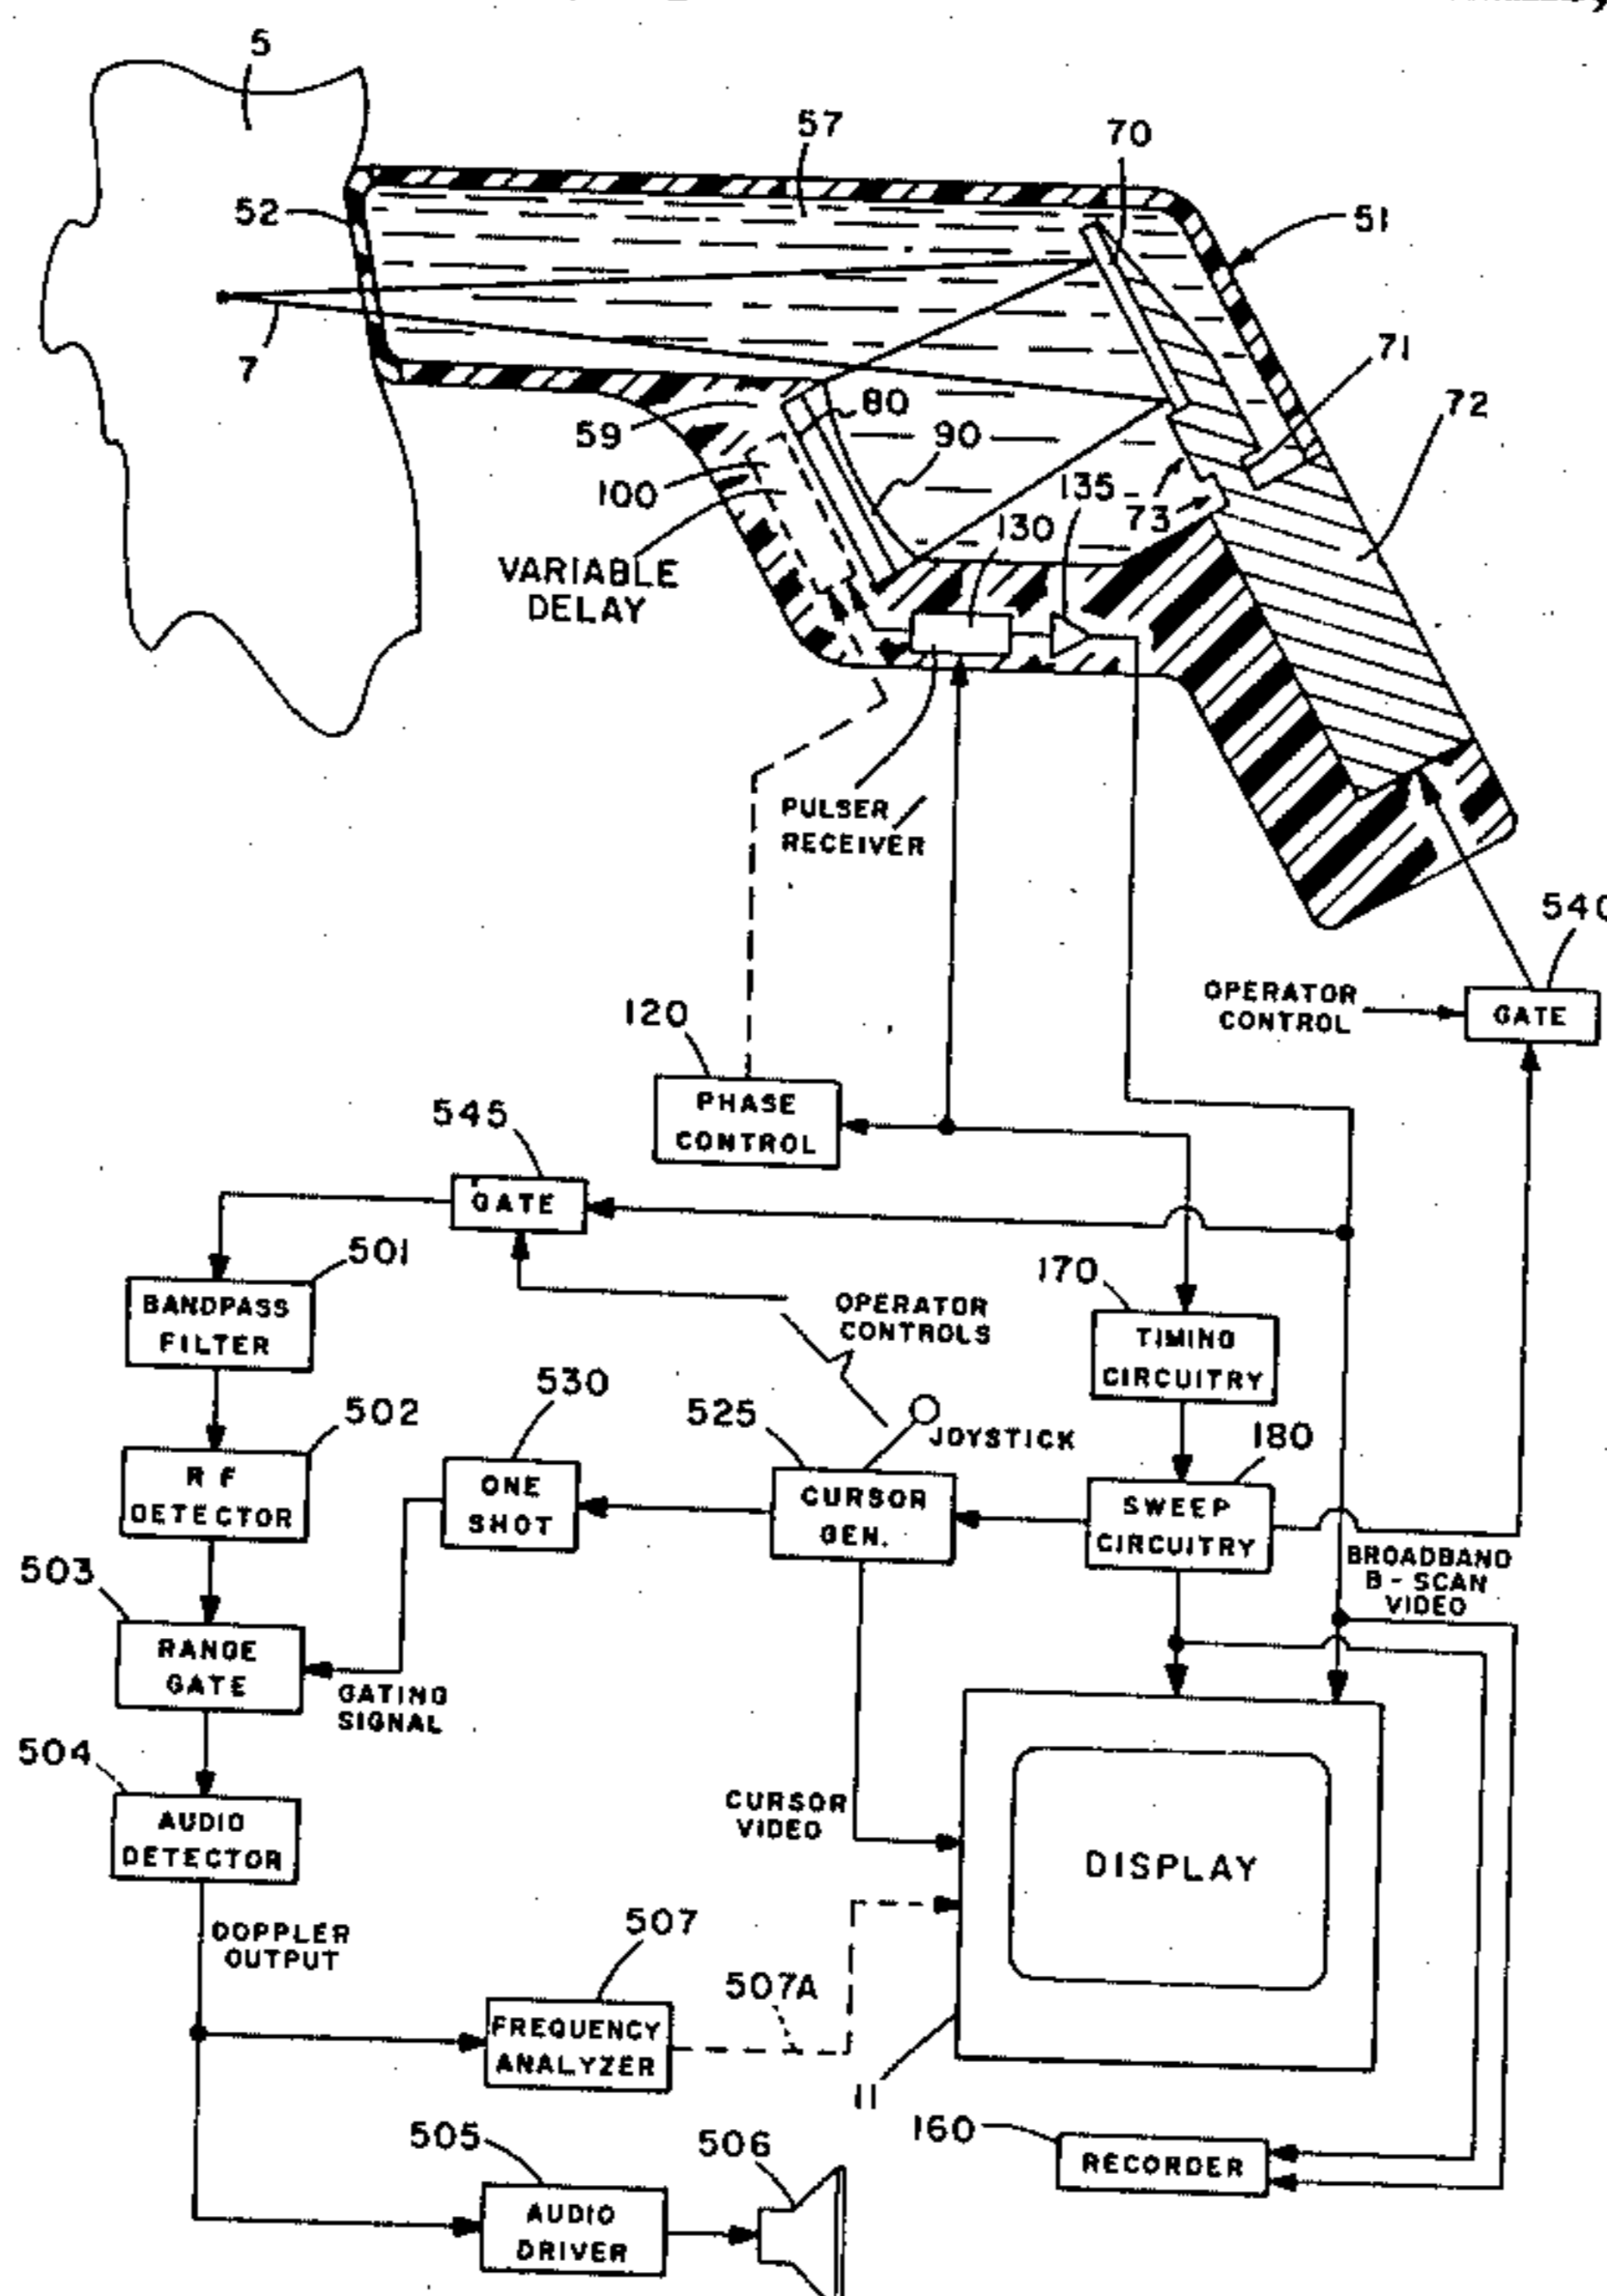 5
57
70
52
51
7
71
72
59
80
90
100
135
73
130
VARIABLE
DELAY
PULSER/
RECEIVER
540
OPERATOR
CONTROL
GATE
120
PHASE
CONTROL
545
GATE
501
BANDPASS
FILTER
170
TIMING
CIRCUITRY
OPERATOR
CONTROLS
530
502
525
JOYSTICK
180
RF
DETECTOR
ONE
SHOT
CURSOR
GEN.
SWEEP
CIRCUITRY
503
BROADBAND
B-SCAN
VIDEO
RANGE
GATE
GATING
SIGNAL
504
AUDIO
DETECTOR
CURSOR
VIDEO
DISPLAY
DOPPLER
OUTPUT
507
507A
FREQUENCY
ANALYZER
11
160
RECORDER
505
506
AUDIO
DRIVER